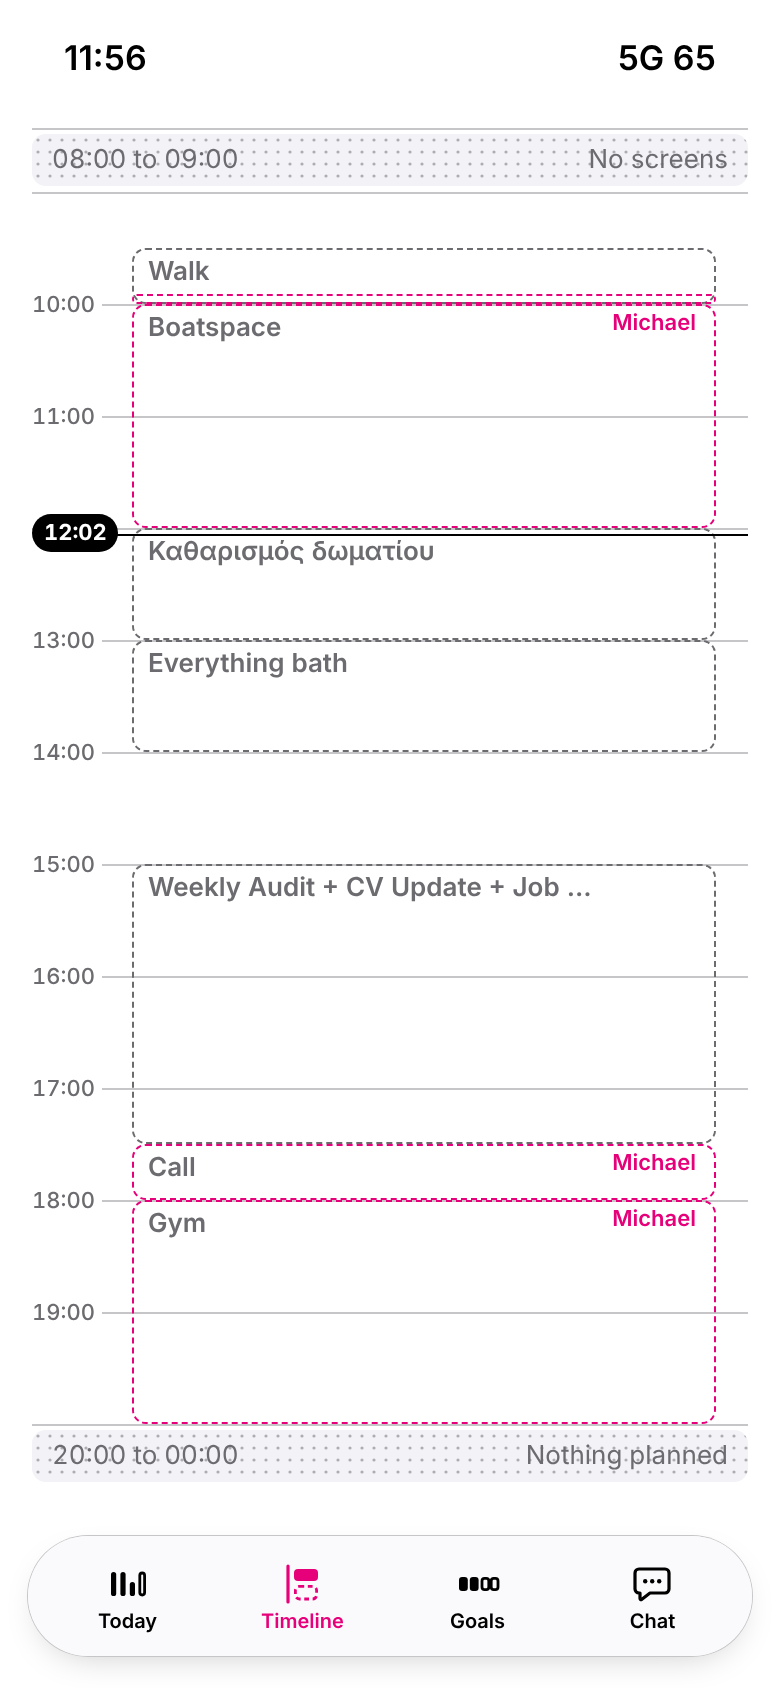 11:56
5G 65
08:00 to 09:00
No screens
Walk
10:00
Boatspace
Michael
11:00
12:02
Καθαρισμός δωματίου
13:00
Everything bath
14:00
15:00
Weekly Audit + CV Update + Job ...
16:00
17:00
Call
Michael
18:00
Gym
Michael
19:00
20:00 to 00:00
Nothing planned
Today
Timeline
Goals
Chat